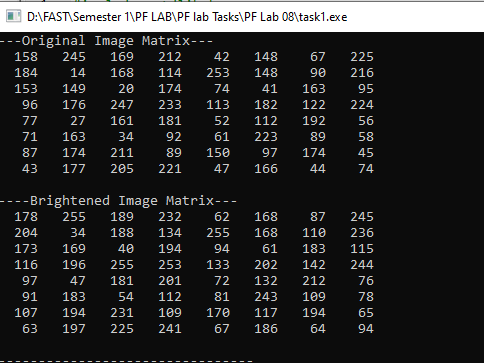 D:\FAST\Semester 1\PF LAB\PF lab Tasks\PF Lab 08\task1.exe
---Original Image Matrix---
158 245 169 212 42 148 67 225
184 14 168 114 253 148 90 216
153 149 20 174 74 41 163 95
96 176 247 233 113 182 122 224
77 27 161 181 52 112 192 56
71 163 34 92 61 223 89 58
87 174 211 89 150 97 174 45
43 177 205 221 47 166 44 74
----Brightened Image Matrix---
178 255 189 232 62 168 87 245
204 34 188 134 255 168 110 236
173 169 40 194 94 61 183 115
116 196 255 253 133 202 142 244
97 47 181 201 72 132 212 76
91 183 54 112 81 243 109 78
107 194 231 109 170 117 194 65
63 197 225 241 67 186 64 94
--------------------------------